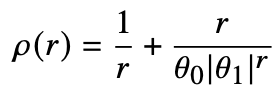 ρ(r) = 1/r + r/(θ₀|θ₁|ʳ)